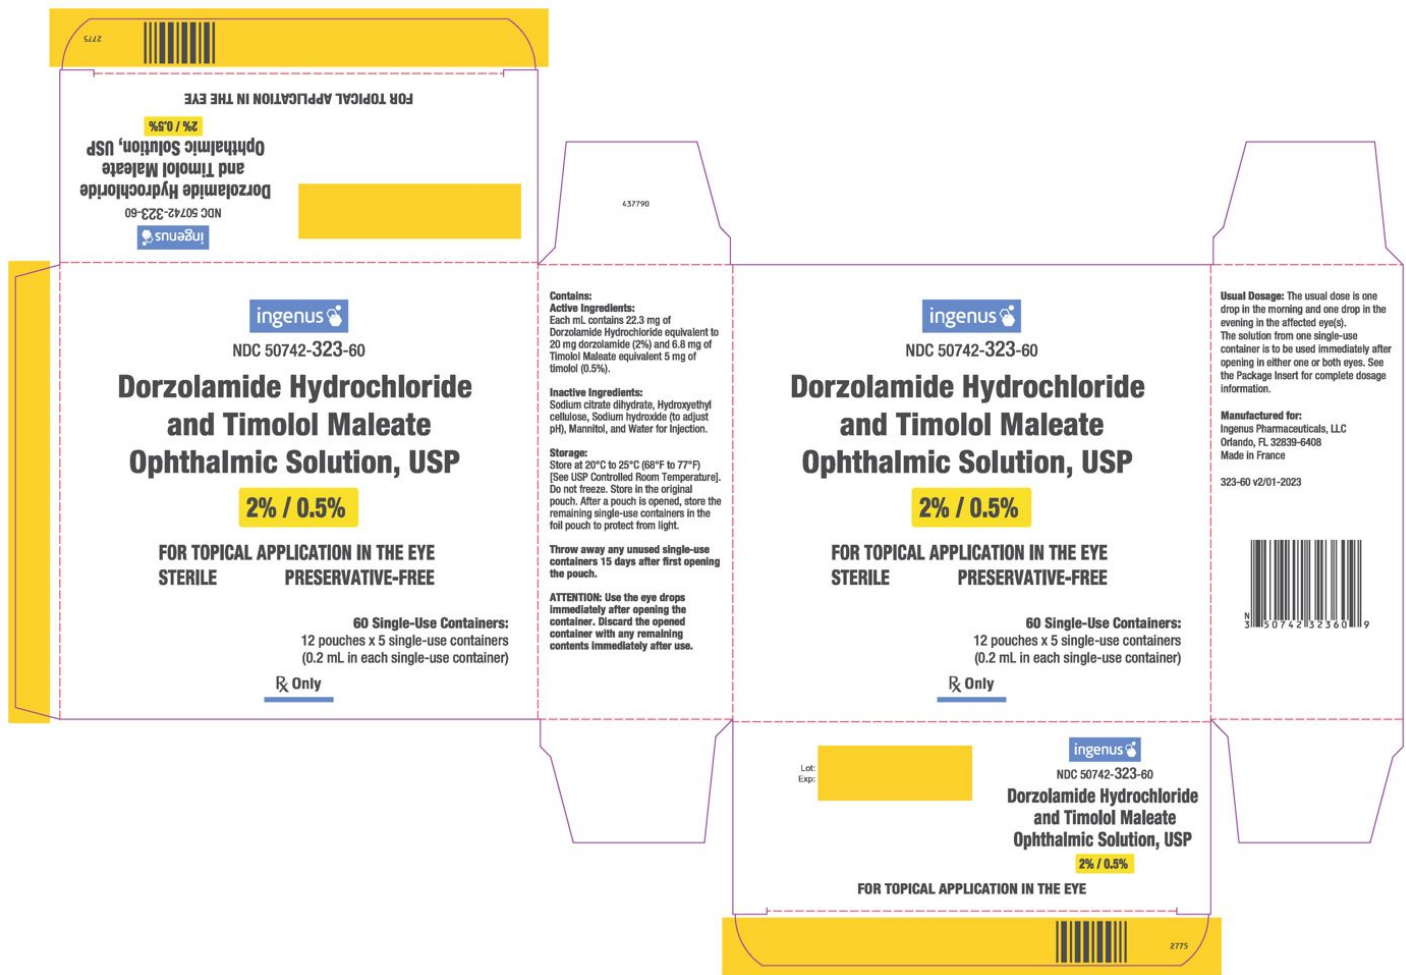 2775
FOR TOPICAL APPLICATION IN THE EYE
2% / 0.5%
Ophthalmic Solution, USP
and Timolol Maleate
Dorzolamide Hydrochloride
NDC 50742-323-60
ingenus
437790
ingenus
NDC 50742-323-60
Dorzolamide Hydrochloride
and Timolol Maleate
Ophthalmic Solution, USP
2% / 0.5%
FOR TOPICAL APPLICATION IN THE EYE
STERILE PRESERVATIVE-FREE
60 Single-Use Containers:
12 pouches x 5 single-use containers
(0.2 mL in each single-use container)
Rx Only
Contains:
Active Ingredients:
Each mL contains 22.3 mg of
Dorzolamide Hydrochloride equivalent to
20 mg dorzolamide (2%) and 6.8 mg of
Timolol Maleate equivalent 5 mg of
timolol (0.5%).
Inactive Ingredients:
Sodium citrate dihydrate, Hydroxyethyl
cellulose, Sodium hydroxide (to adjust
pH), Mannitol, and Water for Injection.
Storage:
Store at 20°C to 25°C (68°F to 77°F)
[See USP Controlled Room Temperature].
Do not freeze. Store in the original
pouch. After a pouch is opened, store the
remaining single-use containers in the
foil pouch to protect from light.
Throw away any unused single-use
containers 15 days after first opening
the pouch.
ATTENTION: Use the eye drops
immediately after opening the
container. Discard the opened
container with any remaining
contents immediately after use.
ingenus
NDC 50742-323-60
Dorzolamide Hydrochloride
and Timolol Maleate
Ophthalmic Solution, USP
2% / 0.5%
FOR TOPICAL APPLICATION IN THE EYE
STERILE PRESERVATIVE-FREE
60 Single-Use Containers:
12 pouches x 5 single-use containers
(0.2 mL in each single-use container)
Rx Only
Usual Dosage: The usual dose is one
drop in the morning and one drop in the
evening in the affected eye(s).
The solution from one single-use
container is to be used immediately after
opening in either one or both eyes. See
the Package Insert for complete dosage
information.
Manufactured for:
Ingenus Pharmaceuticals, LLC
Orlando, FL 32839-6408
Made in France
323-60 v2/01-2023
N
3 50742 32360 9
Lot:
Exp:
ingenus
NDC 50742-323-60
Dorzolamide Hydrochloride
and Timolol Maleate
Ophthalmic Solution, USP
2% / 0.5%
FOR TOPICAL APPLICATION IN THE EYE
2775